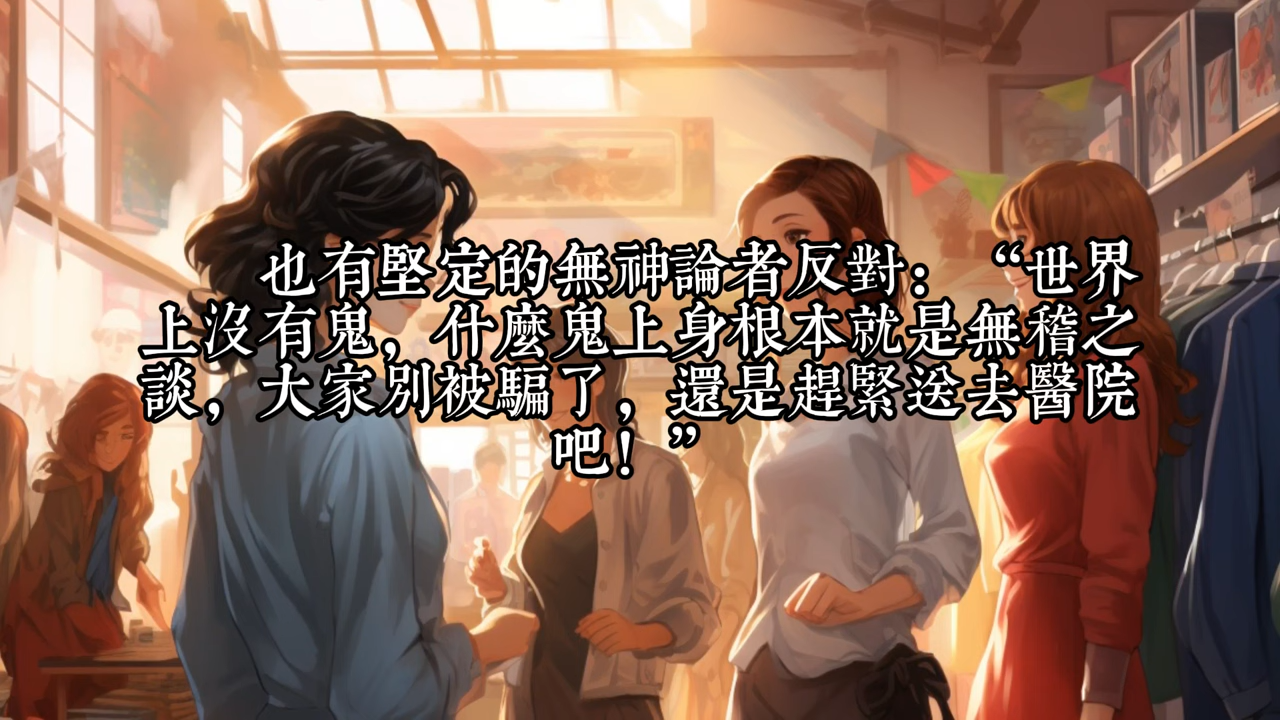 也有堅定的無神論者反對：“世界
上沒有鬼，什麼鬼上身根本就是無稽之
談，大家別被騙了，還是趕緊送去醫院
吧！”